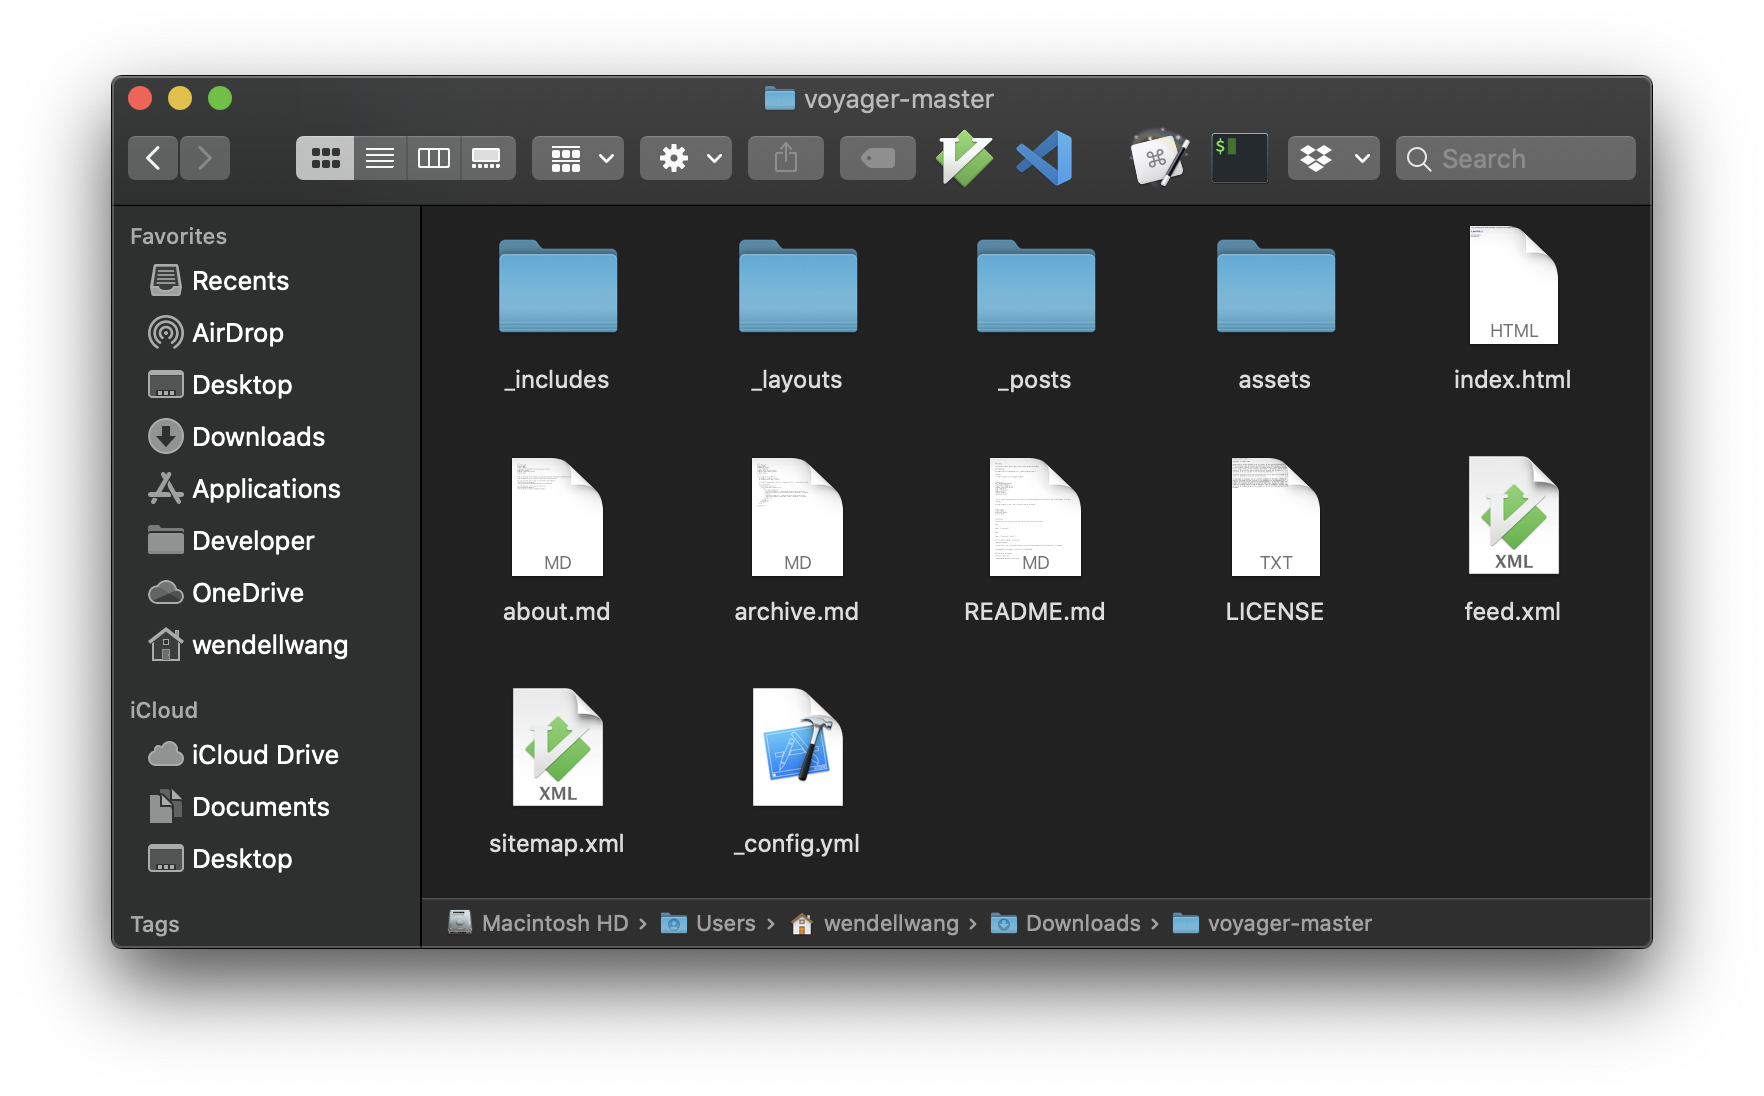 voyager-master
$
Search
Favorites
Recents
AirDrop
Desktop
Downloads
Applications
Developer
OneDrive
wendellwang
iCloud
iCloud Drive
Documents
Desktop
Tags
_includes
_layouts
_posts
assets
HTML
index.html
MD
about.md
MD
archive.md
MD
README.md
TXT
LICENSE
XML
feed.xml
XML
sitemap.xml
_config.yml
Macintosh HD › Users › wendellwang › Downloads › voyager-master